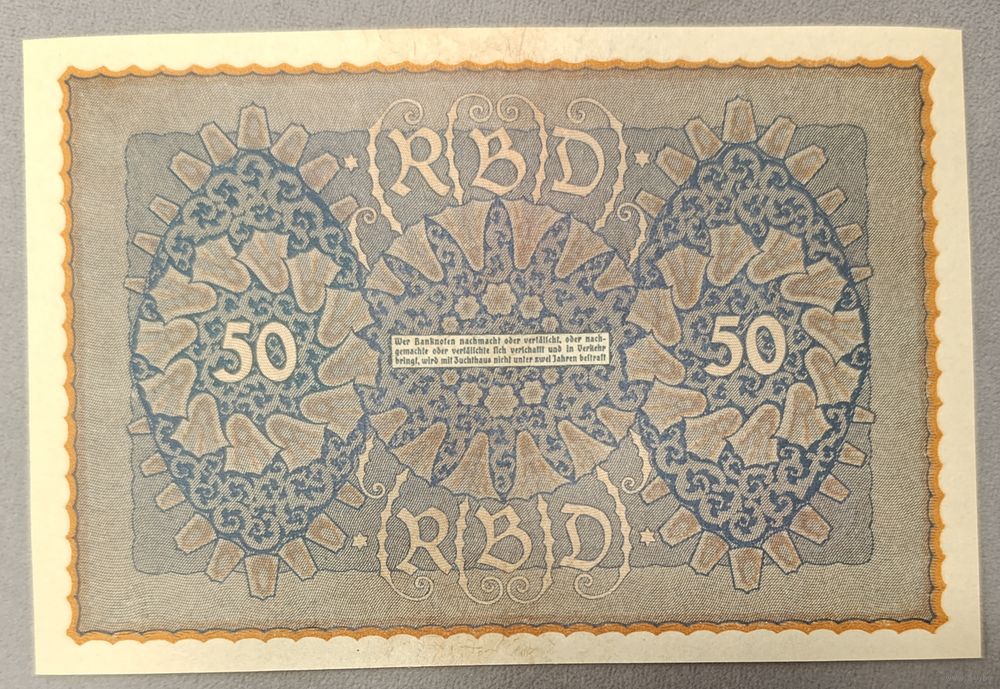 RBD
50
Wer Banknoten nachmacht oder verfälscht, oder nach-
gemachte oder verfälschte sich verschafft und in Verkehr
bringt, wird mit Zuchthaus nicht unter zwei Jahren bestraft
50
RBD